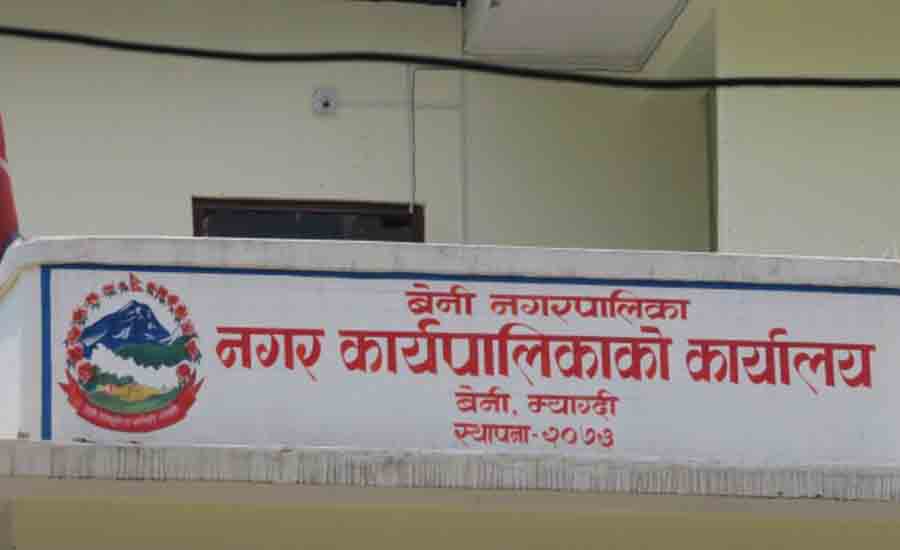 बेनी नगरपालिका
नगर कार्यपालिकाको कार्यालय
बेनी, म्याग्दी
स्थापना-२०७३